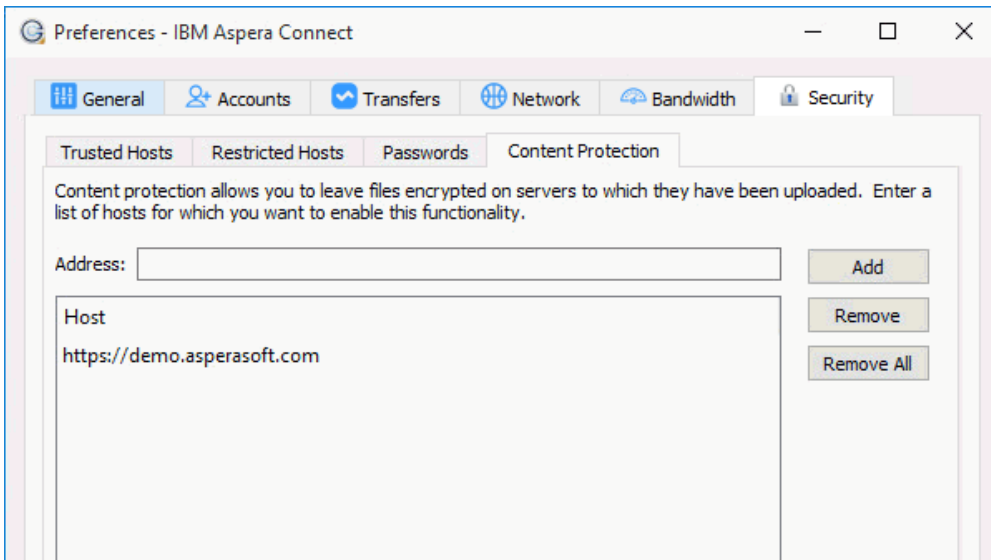 Preferences - IBM Aspera Connect
General Accounts Transfers Network Bandwidth Security
Trusted Hosts Restricted Hosts Passwords Content Protection
Content protection allows you to leave files encrypted on servers to which they have been uploaded. Enter a
list of hosts for which you want to enable this functionality.
Address: Add
Host Remove
https://demo.asperasoft.com Remove All